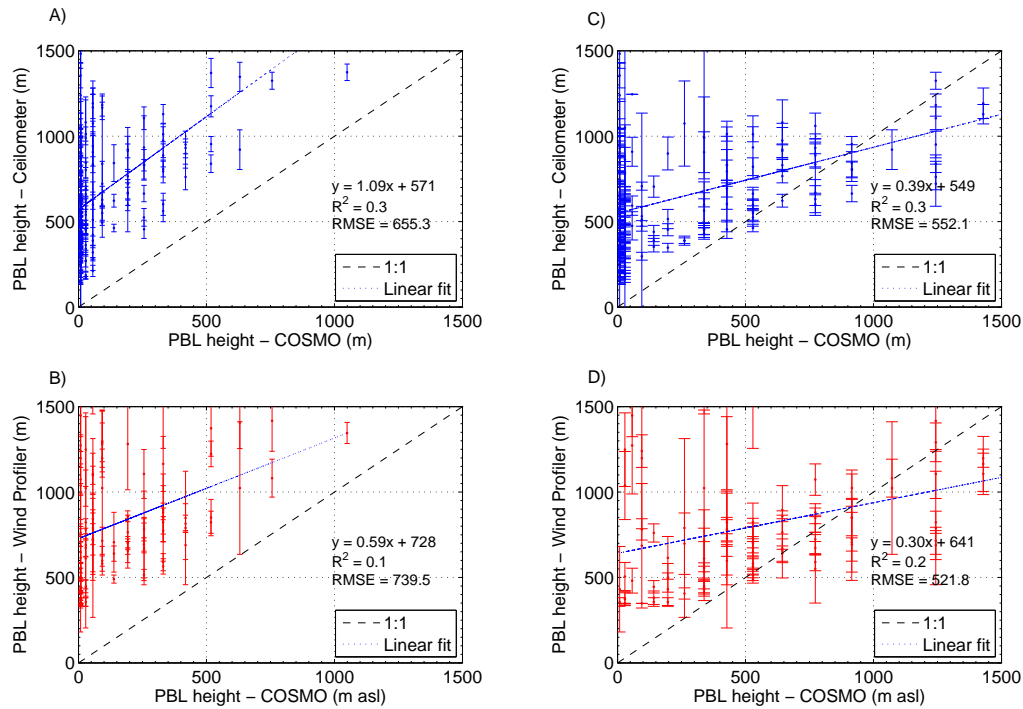 A)
1500
1000
500
0
0
500
1000
1500
PBL height − Ceilometer (m)
PBL height − COSMO (m)
y = 1.09x + 571
R² = 0.3
RMSE = 655.3
1:1
Linear fit
C)
1500
1000
500
0
0
500
1000
1500
PBL height − Ceilometer (m)
PBL height − COSMO (m)
y = 0.39x + 549
R² = 0.3
RMSE = 552.1
1:1
Linear fit
B)
1500
1000
500
0
0
500
1000
1500
PBL height − Wind Profiler (m)
PBL height − COSMO (m asl)
y = 0.59x + 728
R² = 0.1
RMSE = 739.5
1:1
Linear fit
D)
1500
1000
500
0
0
500
1000
1500
PBL height − Wind Profiler (m)
PBL height − COSMO (m asl)
y = 0.30x + 641
R² = 0.2
RMSE = 521.8
1:1
Linear fit